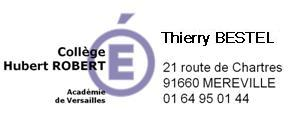 Collège
Hubert ROBERT
É
Académie
de Versailles
Thierry BESTEL
21 route de Chartres
91660 MEREVILLE
01 64 95 01 44